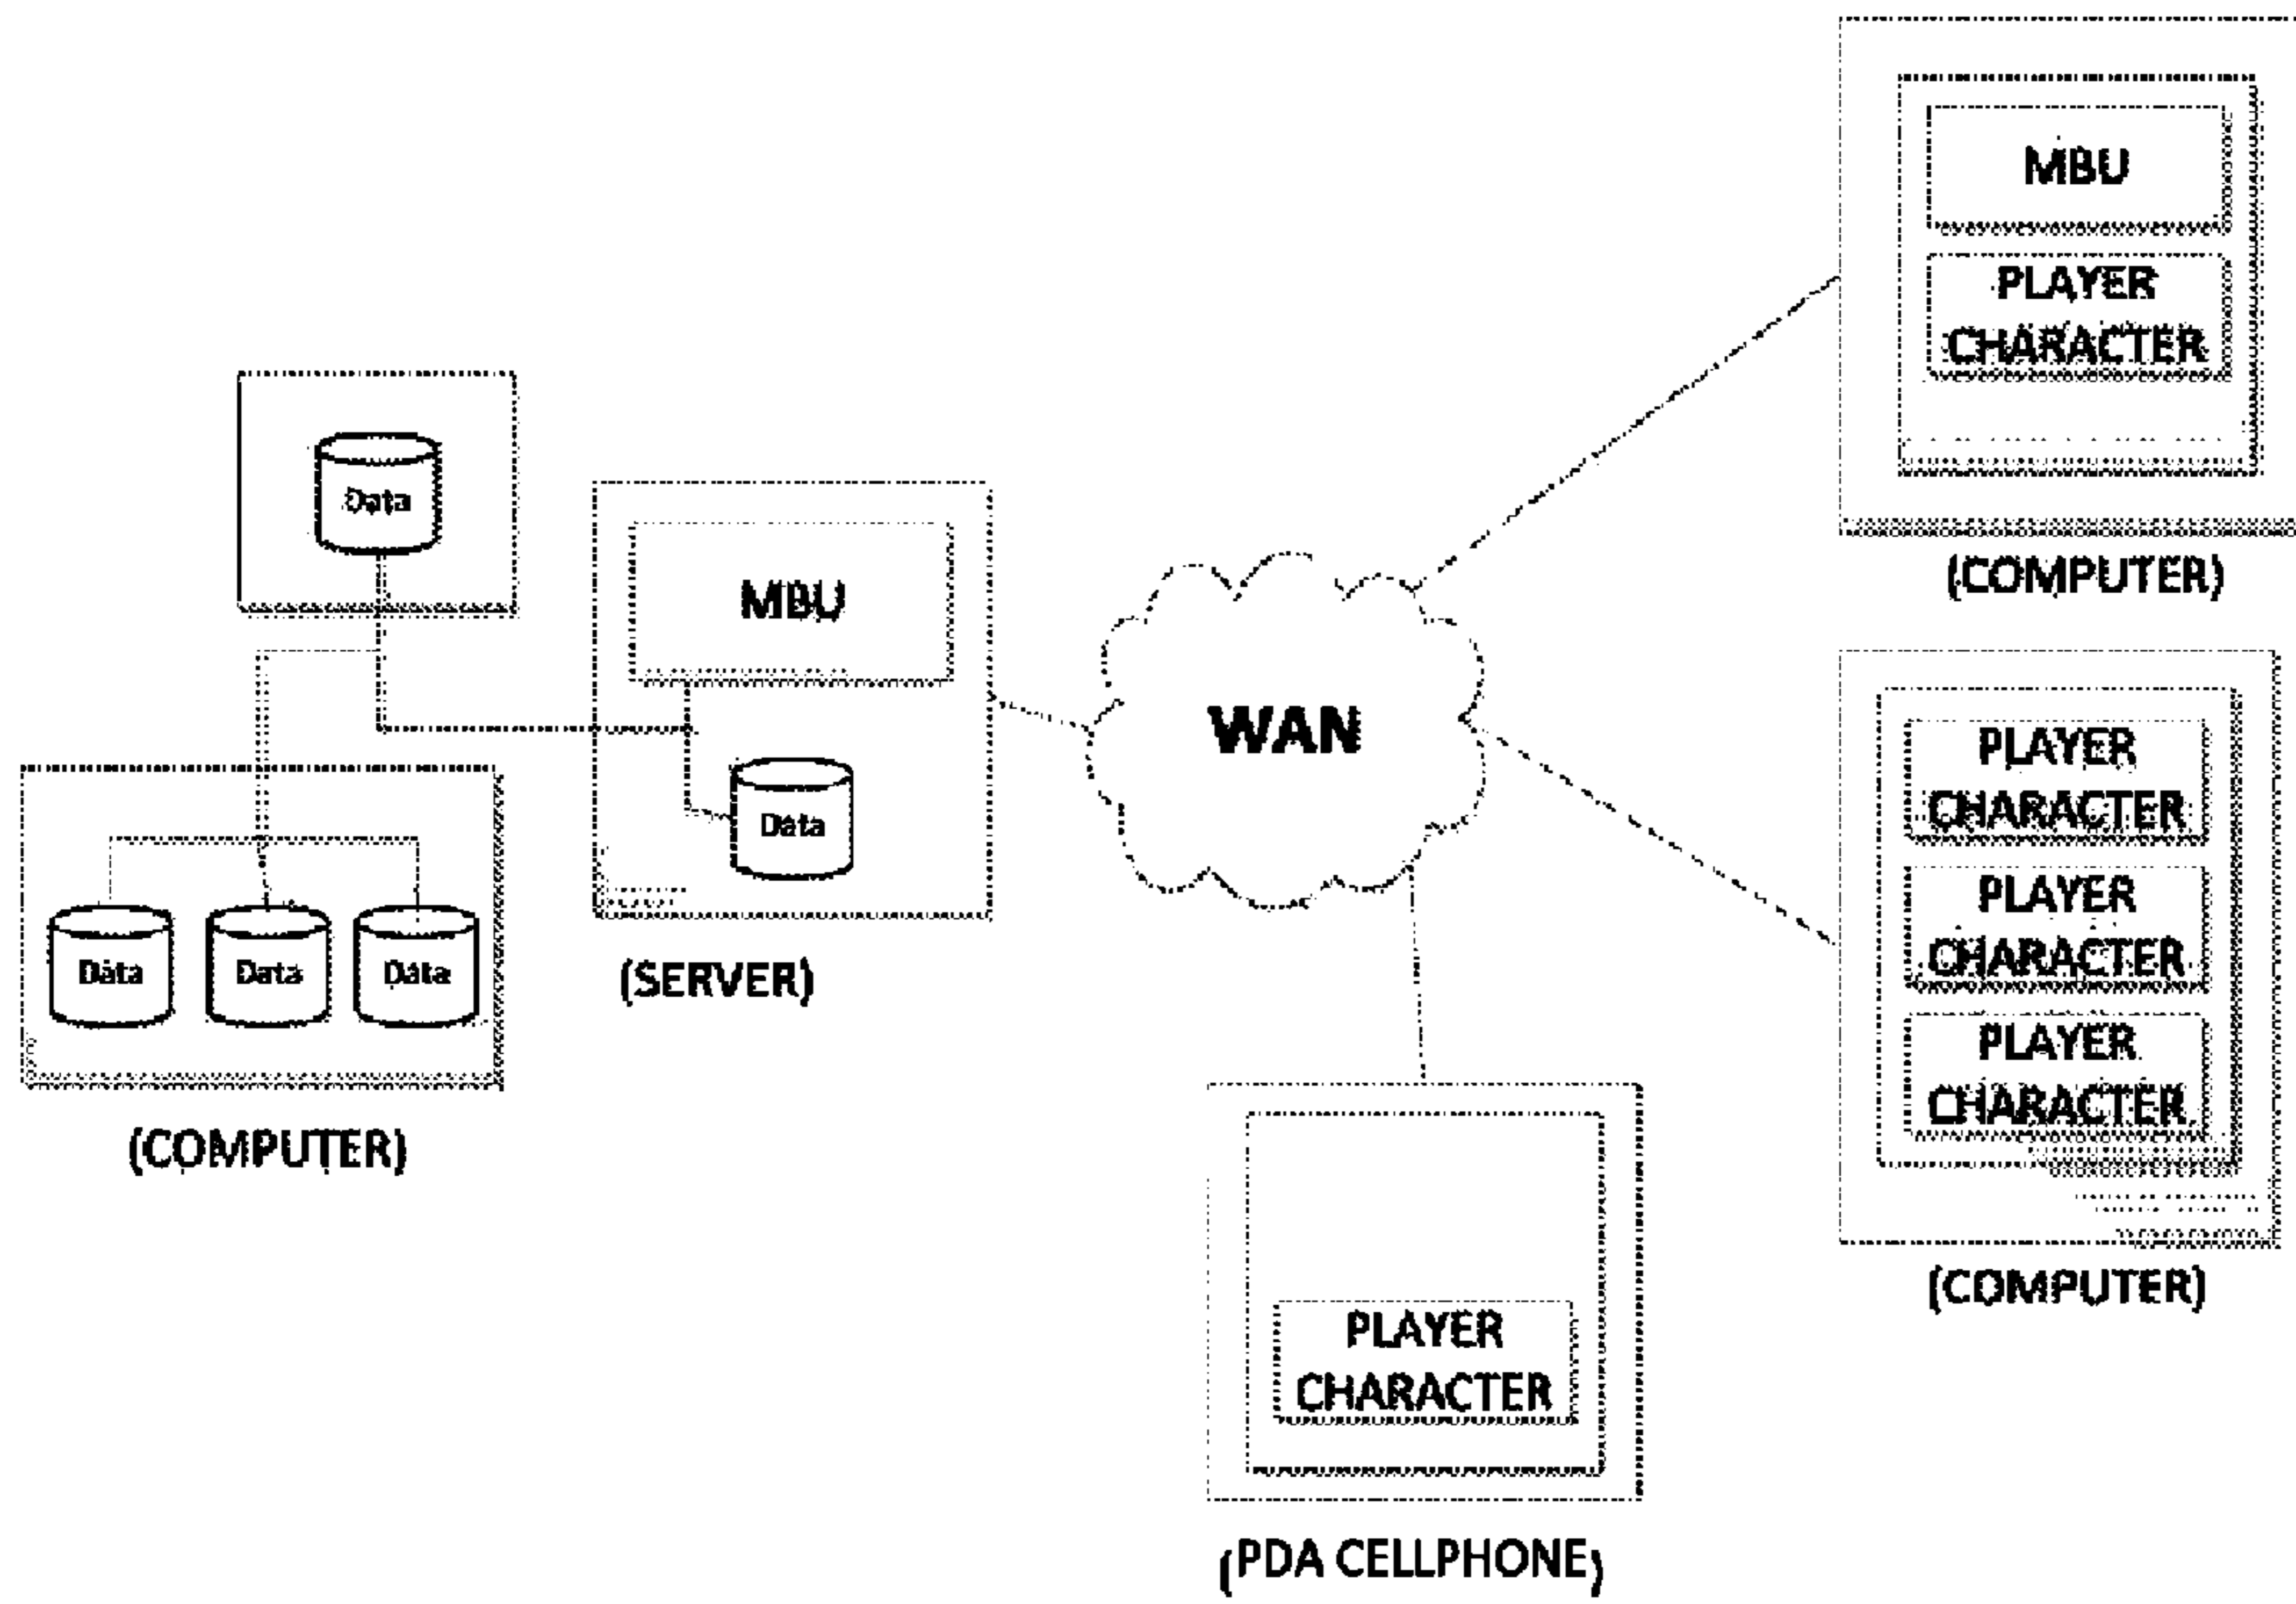 MBU
PLAYER
CHARACTER
(COMPUTER)
Data
MBU
Data
(SERVER)
Data
Data
Data
(COMPUTER)
WAN
PLAYER
CHARACTER
PLAYER
CHARACTER
PLAYER
CHARACTER
(COMPUTER)
PLAYER
CHARACTER
(PDA CELLPHONE)